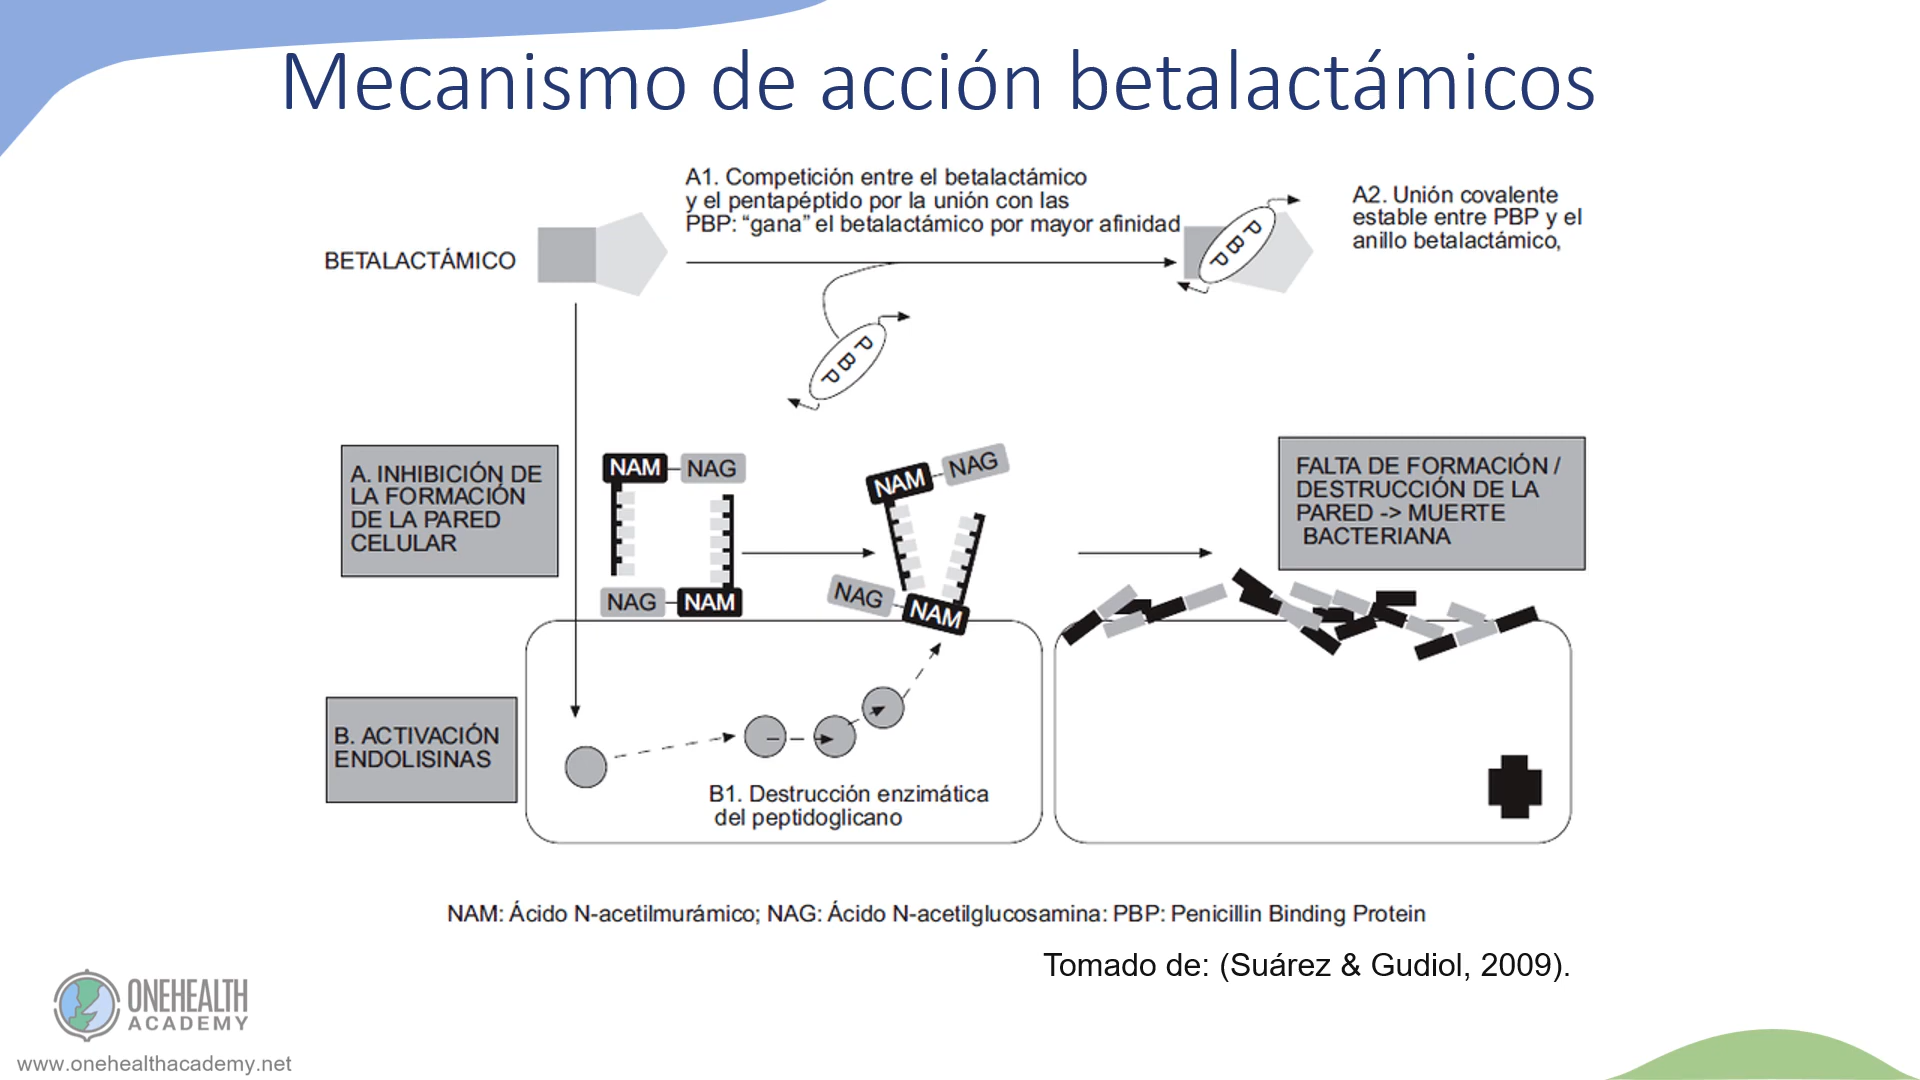 Mecanismo de acción betalactámicos
A1. Competición entre el betalactámico
y el pentapéptido por la unión con las
PBP: “gana” el betalactámico por mayor afinidad
A2. Unión covalente
estable entre PBP y el
anillo betalactámico,
BETALACTÁMICO
PBP
PBP
A. INHIBICIÓN DE
LA FORMACIÓN
DE LA PARED
CELULAR
NAM NAG
NAG NAM
NAM NAG
NAG NAM
FALTA DE FORMACIÓN /
DESTRUCCIÓN DE LA
PARED -> MUERTE
BACTERIANA
B. ACTIVACIÓN
ENDOLISINAS
B1. Destrucción enzimática
del peptidoglicano
NAM: Ácido N-acetilmurámico; NAG: Ácido N-acetilglucosamina: PBP: Penicillin Binding Protein
Tomado de: (Suárez & Gudiol, 2009).
ONEHEALTH
ACADEMY
www.onehealthacademy.net